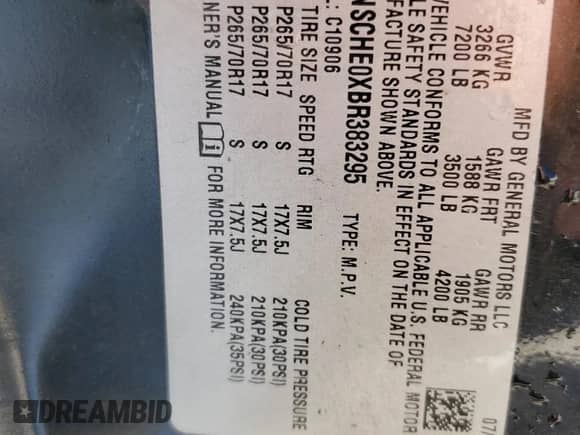 MFD BY GENERAL MOTORS LLC
07
GVWR GAWR FRT GAWR RR
3266 KG 1588 KG 1905 KG
7200 LB 3500 LB 4200 LB
VEHICLE CONFORMS TO ALL APPLICABLE U.S. FEDERAL MOTOR
LE SAFETY STANDARDS IN EFFECT ON THE DATE OF
FACTURE SHOWN ABOVE.
NSCHE0XBR383295 TYPE: M.P.V.
L: C10906
TIRE SIZE SPEED RTG RIM COLD TIRE PRESSURE
P265/70R17 S 17X7.5J 210KPA(30PSI)
P265/70R17 S 17X7.5J 210KPA(30PSI)
P265/70R17 S 17X7.5J 240KPA(35PSI)
NER'S MANUAL FOR MORE INFORMATION.
DREAMBID